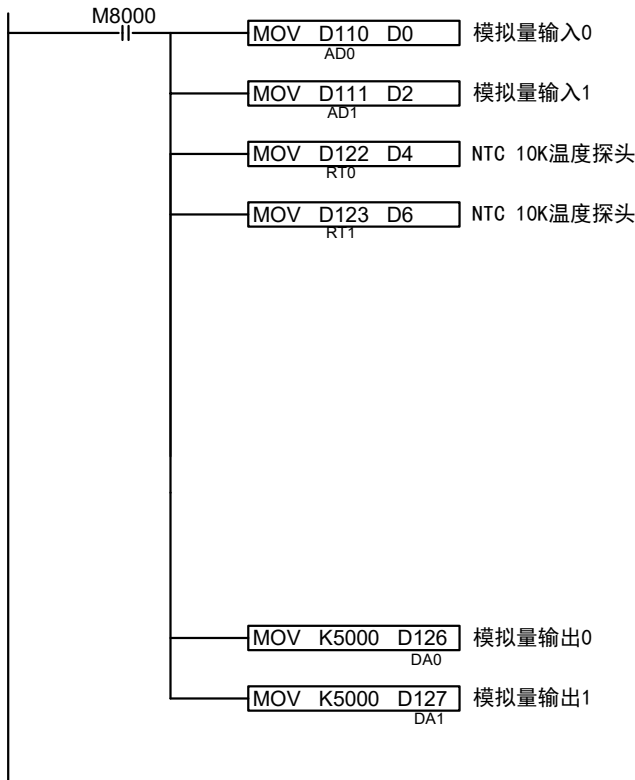 M8000
MOV D110 D0 模拟量输入0
AD0
MOV D111 D2 模拟量输入1
AD1
MOV D122 D4 NTC 10K温度探头
RT0
MOV D123 D6 NTC 10K温度探头
RT1
MOV K5000 D126 模拟量输出0
DA0
MOV K5000 D127 模拟量输出1
DA1